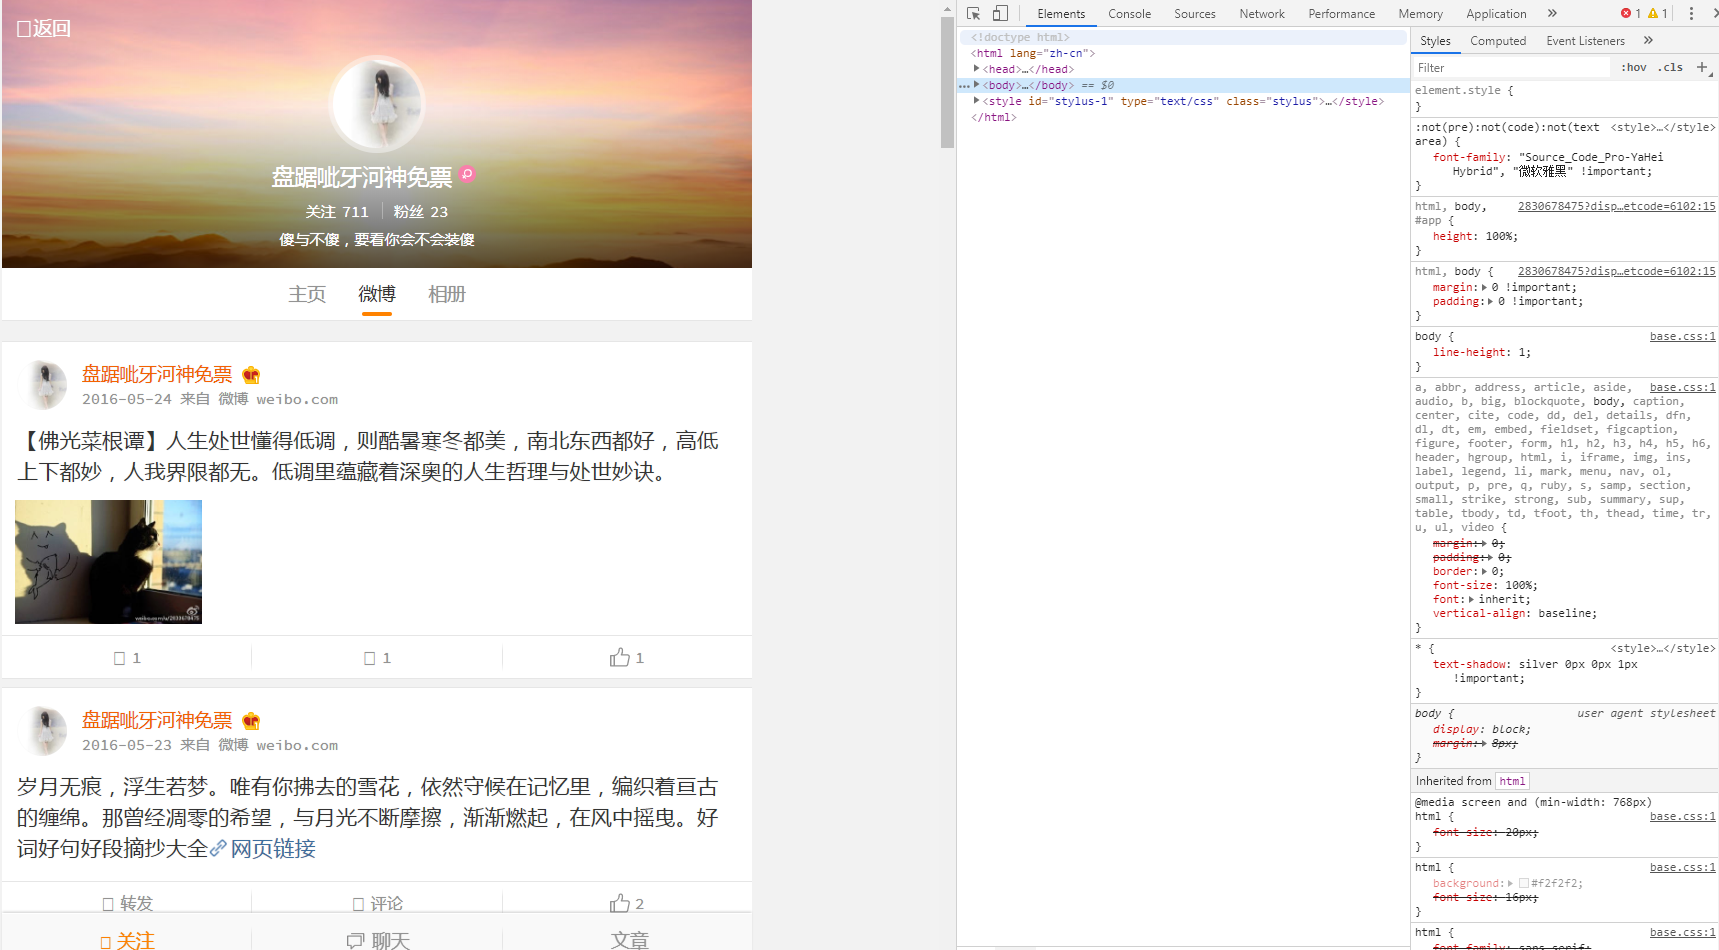 返回
盘踞呲牙河神免票
关注 711 粉丝 23
傻与不傻，要看你会不会装傻
主页 微博 相册
盘踞呲牙河神免票
2016-05-24 来自 微博 weibo.com
【佛光菜根谭】人生处世懂得低调，则酷暑寒冬都美，南北东西都好，高低
上下都妙，人我界限都无。低调里蕴藏着深奥的人生哲理与处世妙诀。
weibo.com/u/2830678475
1 1 1
盘踞呲牙河神免票
2016-05-23 来自 微博 weibo.com
岁月无痕，浮生若梦。唯有你拂去的雪花，依然守候在记忆里，编织着亘古
的缠绵。那曾经凋零的希望，与月光不断摩擦，渐渐燃起，在风中摇曳。好
词好句好段摘抄大全网页链接
转发 评论 2
关注 聊天 文章
Elements Console Sources Network Performance Memory Application » 1 1
<!doctype html>
<html lang="zh-cn">
<head>…</head>
<body>…</body> == $0
<style id="stylus-1" type="text/css" class="stylus">…</style>
</html>
Styles Computed Event Listeners »
Filter :hov .cls +
element.style {
}
:not(pre):not(code):not(text <style>…</style>
area) {
font-family: "Source_Code_Pro-YaHei
Hybrid", "微软雅黑" !important;
}
html, body, 2830678475?disp…etcode=6102:15
#app {
height: 100%;
}
html, body { 2830678475?disp…etcode=6102:15
margin: 0 !important;
padding: 0 !important;
}
body { base.css:1
line-height: 1;
}
a, abbr, address, article, aside, base.css:1
audio, b, big, blockquote, body, caption,
center, cite, code, dd, del, details, dfn,
dl, dt, em, embed, fieldset, figcaption,
figure, footer, form, h1, h2, h3, h4, h5, h6,
header, hgroup, html, i, iframe, img, ins,
label, legend, li, mark, menu, nav, ol,
output, p, pre, q, ruby, s, samp, section,
small, strike, strong, sub, summary, sup,
table, tbody, td, tfoot, th, thead, time, tr,
u, ul, video {
margin: 0;
padding: 0;
border: 0;
font-size: 100%;
font: inherit;
vertical-align: baseline;
}
* { <style>…</style>
text-shadow: silver 0px 0px 1px
!important;
}
body { user agent stylesheet
display: block;
margin: 8px;
}
Inherited from html
@media screen and (min-width: 768px)
html { base.css:1
font-size: 20px;
}
html { base.css:1
background: #f2f2f2;
font-size: 16px;
}
html { base.css:1
font-family: sans-serif;